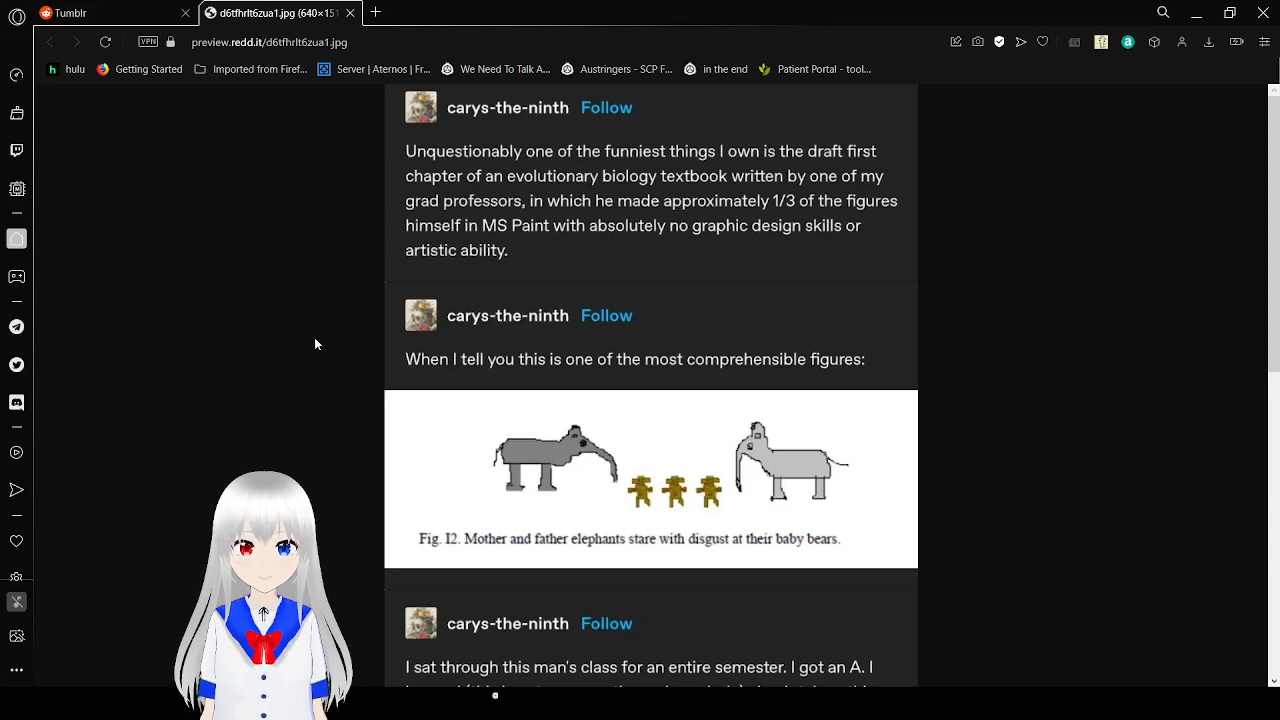 Tumblr
d6tfhrlt6zua1.jpg (640×151
VPN
preview.redd.it/d6tfhrlt6zua1.jpg
hulu
Getting Started
Imported from Firef...
Server | Aternos | Fr...
We Need To Talk A...
Austringers - SCP F...
in the end
Patient Portal - tool...
carys-the-ninth Follow
Unquestionably one of the funniest things I own is the draft first
chapter of an evolutionary biology textbook written by one of my
grad professors, in which he made approximately 1/3 of the figures
himself in MS Paint with absolutely no graphic design skills or
artistic ability.
carys-the-ninth Follow
When I tell you this is one of the most comprehensible figures:
Fig. I2. Mother and father elephants stare with disgust at their baby bears.
carys-the-ninth Follow
I sat through this man's class for an entire semester. I got an A. I